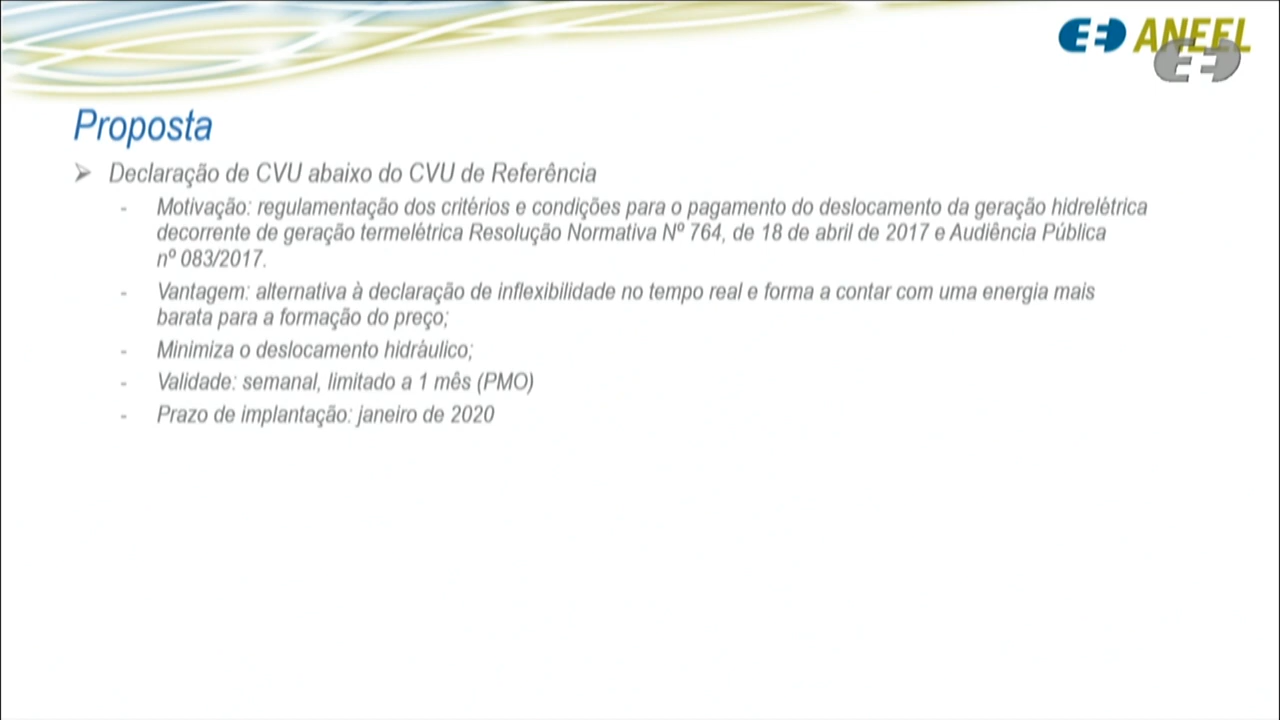 ANEEL
Proposta
➢ Declaração de CVU abaixo do CVU de Referência
- Motivação: regulamentação dos critérios e condições para o pagamento do deslocamento da geração hidrelétrica
decorrente de geração termelétrica Resolução Normativa Nº 764, de 18 de abril de 2017 e Audiência Pública
nº 083/2017.
- Vantagem: alternativa à declaração de inflexibilidade no tempo real e forma a contar com uma energia mais
barata para a formação do preço;
- Minimiza o deslocamento hidráulico;
- Validade: semanal, limitado a 1 mês (PMO)
- Prazo de implantação: janeiro de 2020